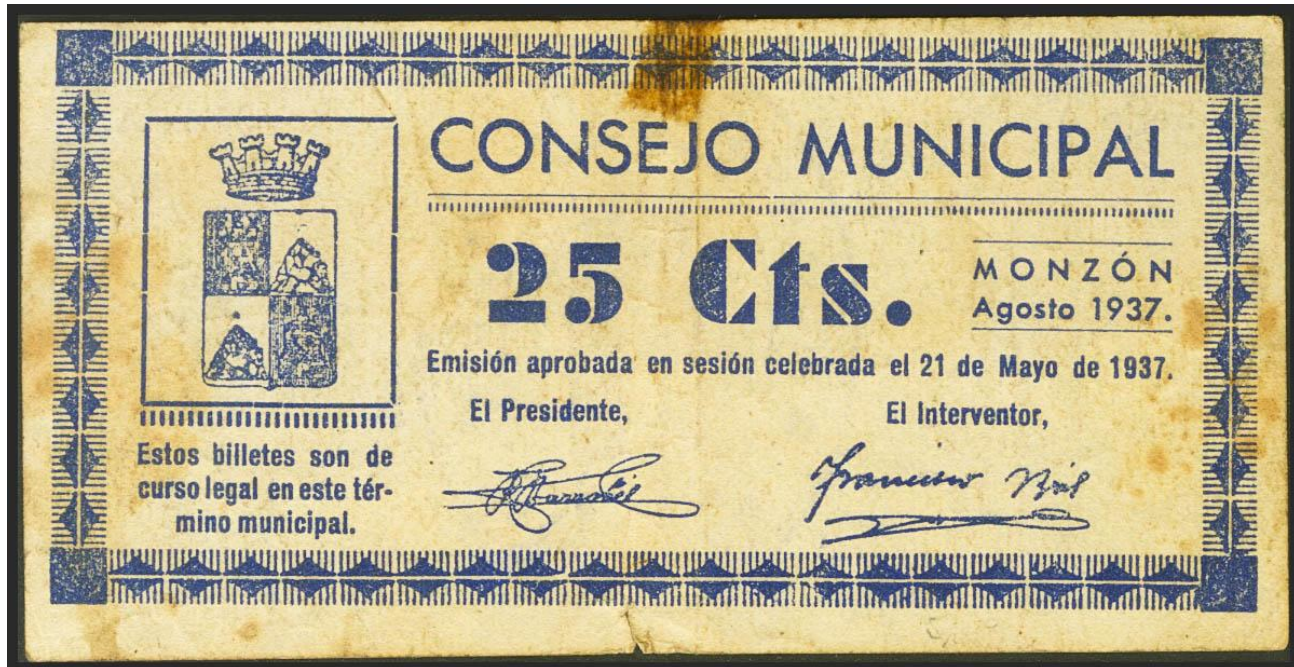 CONSEJO MUNICIPAL
25 Cts.
MONZÓN
Agosto 1937.
Emisión aprobada en sesión celebrada el 21 de Mayo de 1937.
El Presidente,
El Interventor,
Francisco
Estos billetes son de
curso legal en este tér-
mino municipal.